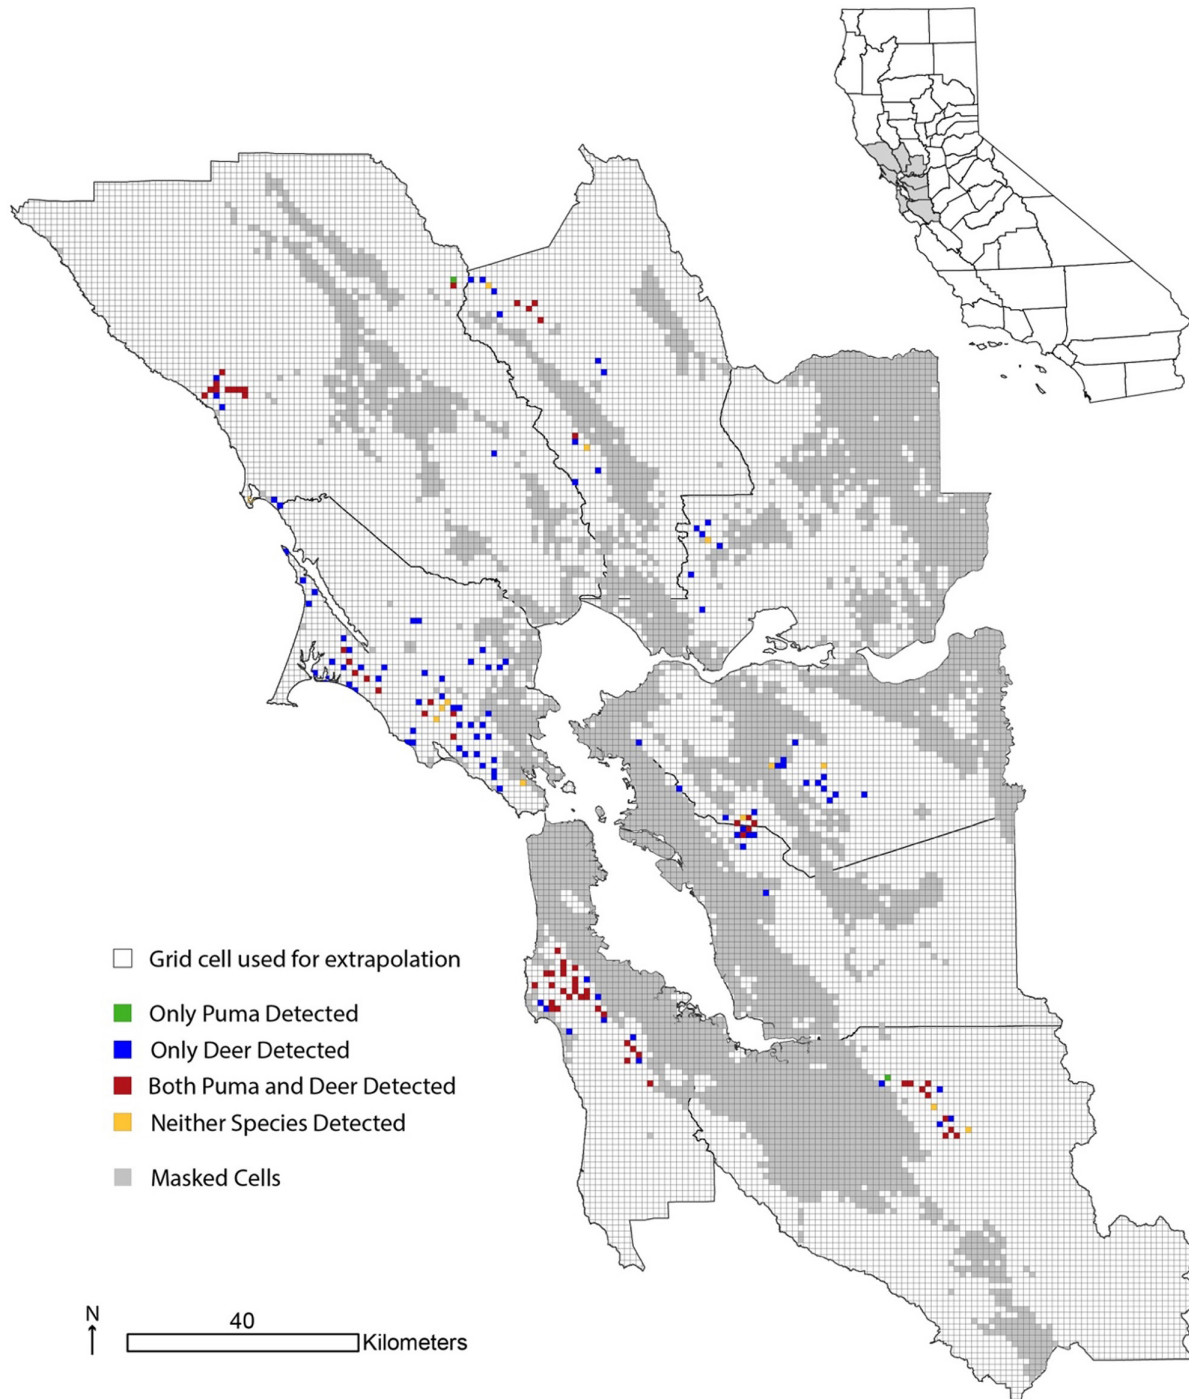 Grid cell used for extrapolation
Only Puma Detected
Only Deer Detected
Both Puma and Deer Detected
Neither Species Detected
Masked Cells
N
40
Kilometers